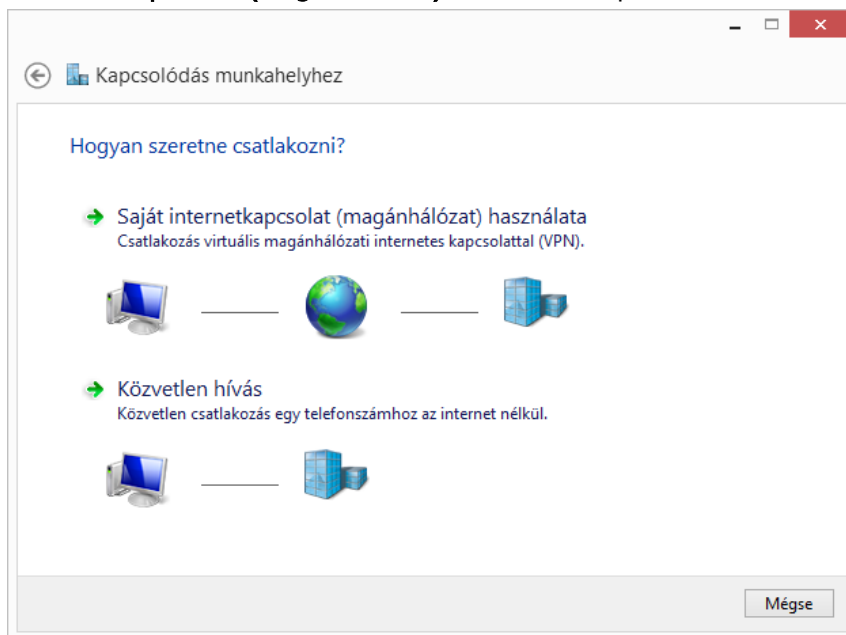 Kapcsolódás munkahelyhez
Hogyan szeretne csatlakozni?
Saját internetkapcsolat (magánhálózat) használata
Csatlakozás virtuális magánhálózati internetes kapcsolattal (VPN).
Közvetlen hívás
Közvetlen csatlakozás egy telefonszámhoz az internet nélkül.
Mégse